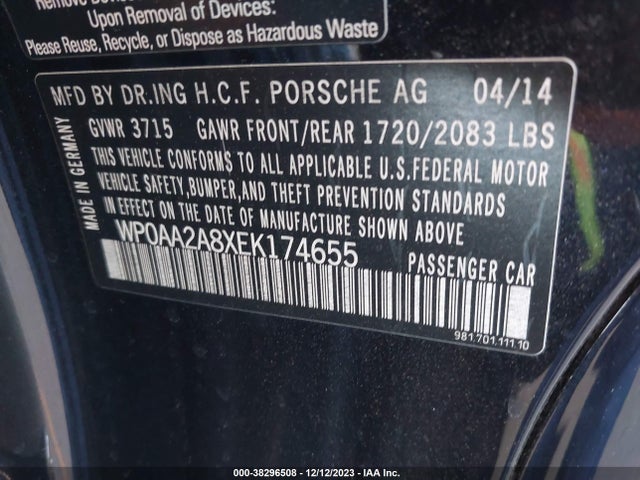 Upon Removal of Devices:
Please Reuse, Recycle, or Dispose as Hazardous Waste
MFD BY DR.ING H.C.F. PORSCHE AG 04/14
GVWR 3715 GAWR FRONT/REAR 1720/2083 LBS
THIS VEHICLE CONFORMS TO ALL APPLICABLE U.S.FEDERAL MOTOR
VEHICLE SAFETY,BUMPER,AND THEFT PREVENTION STANDARDS
IN EFFECT ON THE DATE OF MANUFACTURE SHOWN ABOVE
WP0AA2A8XEK174655 PASSENGER CAR
MADE IN GERMANY
981.701.111.10
000-38296508 - 12/12/2023 - IAA Inc.